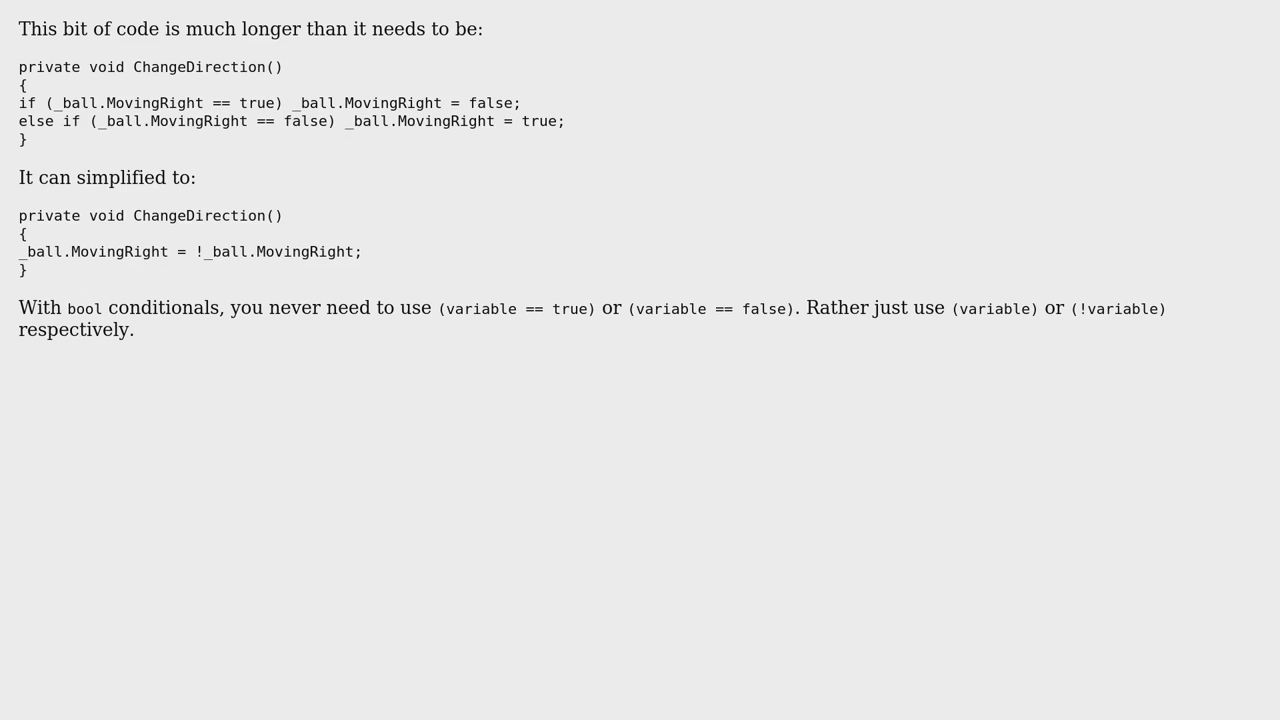 This bit of code is much longer than it needs to be:
private void ChangeDirection()
{
if (_ball.MovingRight == true) _ball.MovingRight = false;
else if (_ball.MovingRight == false) _ball.MovingRight = true;
}
It can simplified to:
private void ChangeDirection()
{
_ball.MovingRight = !_ball.MovingRight;
}
With bool conditionals, you never need to use (variable == true) or (variable == false). Rather just use (variable) or (!variable)
respectively.